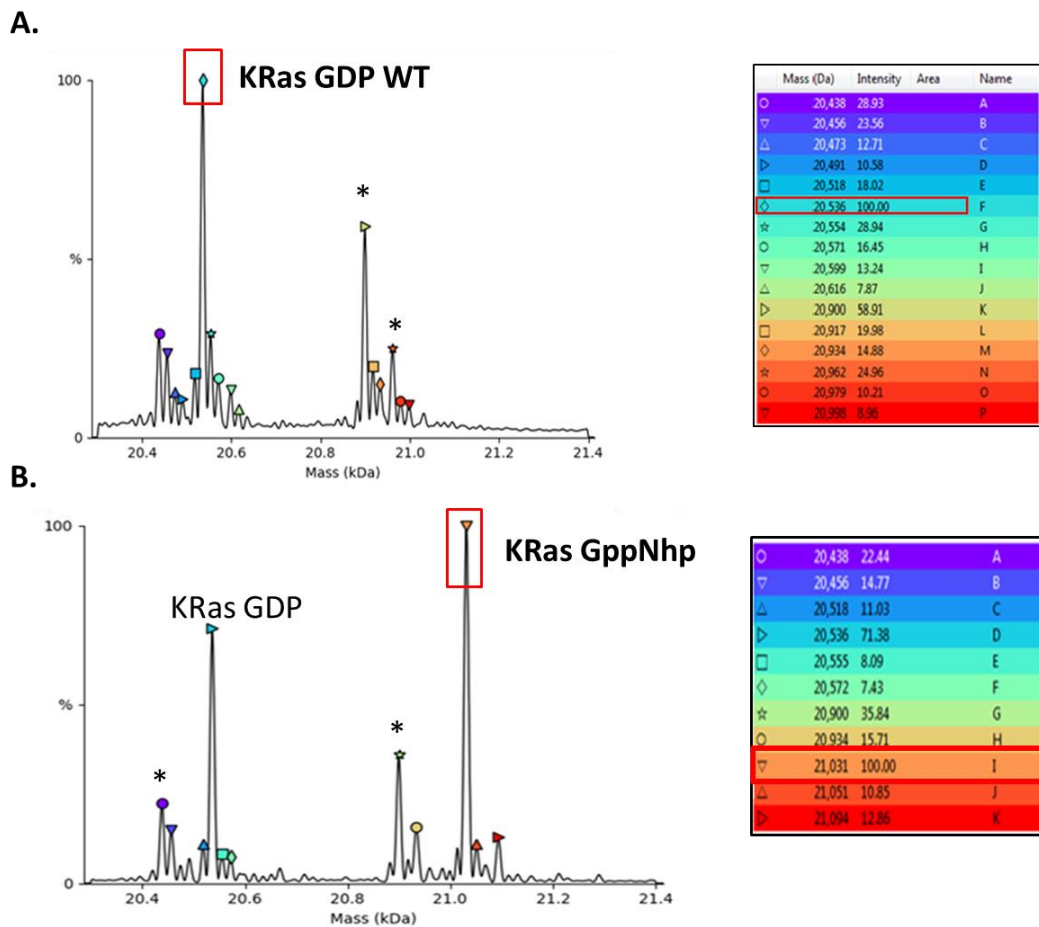 A.
KRas GDP WT
100
%
0
*
*
20.4 20.6 20.8 21.0 21.2 21.4
Mass (kDa)
Mass (Da) Intensity Area Name
20,438 28.93 A
20,456 23.56 B
20,473 12.71 C
20,491 10.58 D
20,518 18.02 E
20,536 100.00 F
20,554 28.94 G
20,571 16.45 H
20,599 13.24 I
20,616 7.87 J
20,900 58.91 K
20,917 19.98 L
20,934 14.88 M
20,962 24.96 N
20,979 10.21 O
20,998 8.96 P
B.
100
KRas GppNhp
KRas GDP
%
0
*
*
20.4 20.6 20.8 21.0 21.2 21.4
Mass (kDa)
20,438 22.44 A
20,456 14.77 B
20,518 11.03 C
20,536 71.38 D
20,555 8.09 E
20,572 7.43 F
20,900 35.84 G
20,934 15.71 H
21,031 100.00 I
21,051 10.85 J
21,094 12.86 K